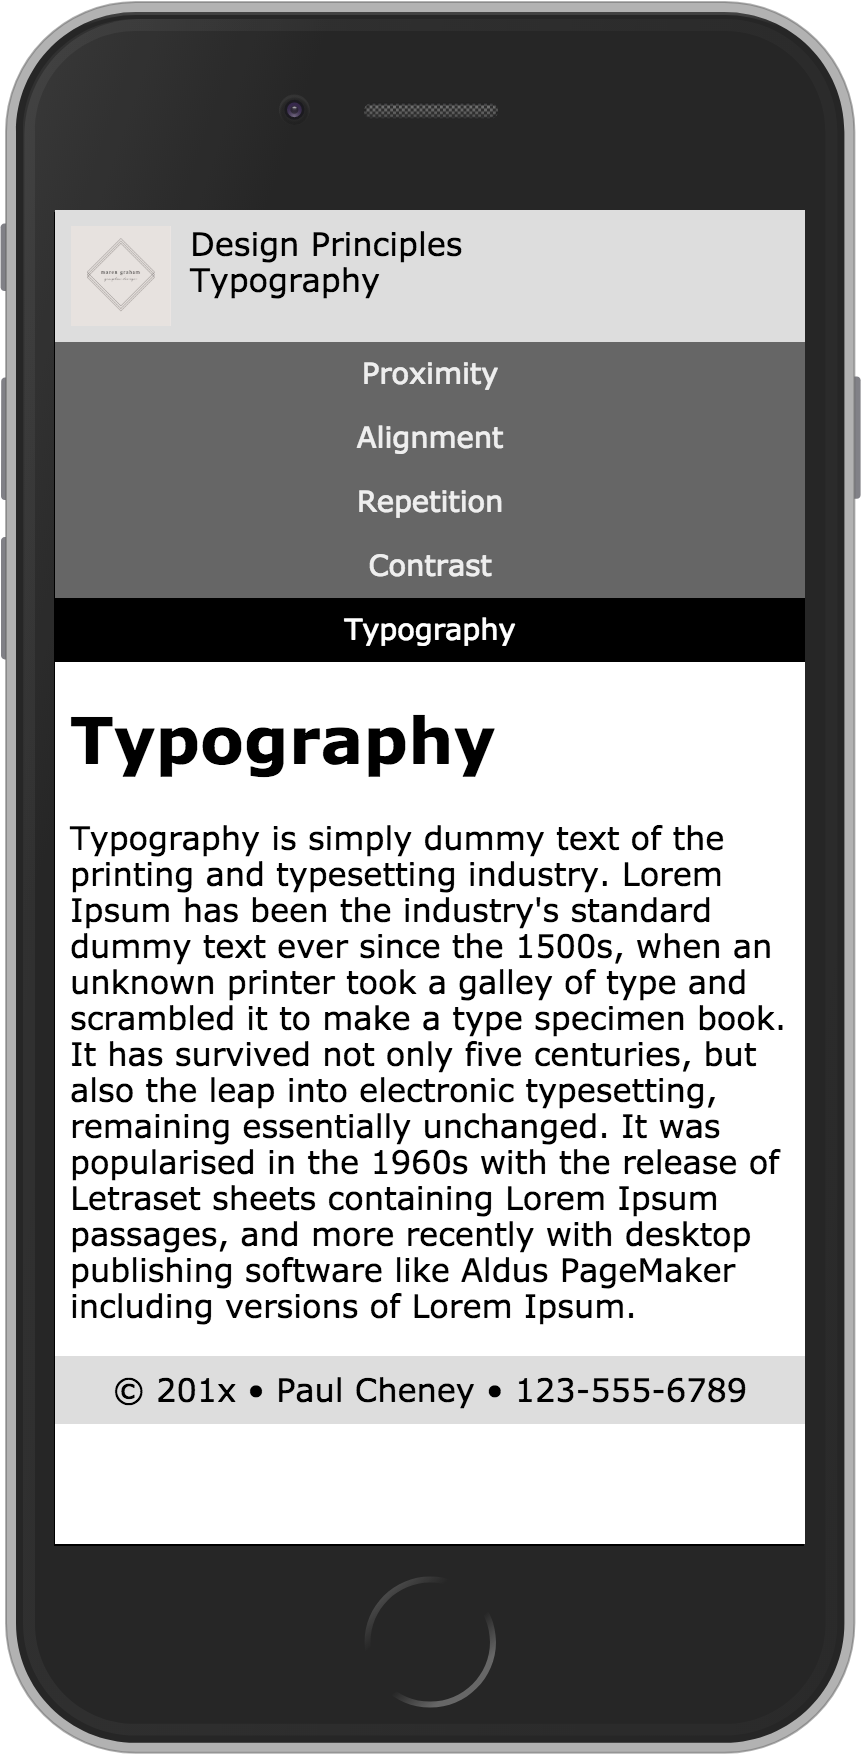 maren graham
graphic design
Design Principles
Typography
Proximity
Alignment
Repetition
Contrast
Typography
Typography
Typography is simply dummy text of the
printing and typesetting industry. Lorem
Ipsum has been the industry's standard
dummy text ever since the 1500s, when an
unknown printer took a galley of type and
scrambled it to make a type specimen book.
It has survived not only five centuries, but
also the leap into electronic typesetting,
remaining essentially unchanged. It was
popularised in the 1960s with the release of
Letraset sheets containing Lorem Ipsum
passages, and more recently with desktop
publishing software like Aldus PageMaker
including versions of Lorem Ipsum.
© 201x • Paul Cheney • 123-555-6789